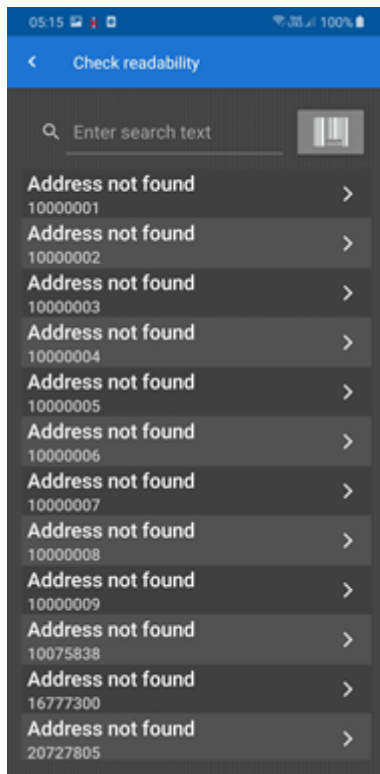 05:15 100%
Check readability
Enter search text
Address not found
10000001
Address not found
10000002
Address not found
10000003
Address not found
10000004
Address not found
10000005
Address not found
10000006
Address not found
10000007
Address not found
10000008
Address not found
10000009
Address not found
10075838
Address not found
16777300
Address not found
20727805